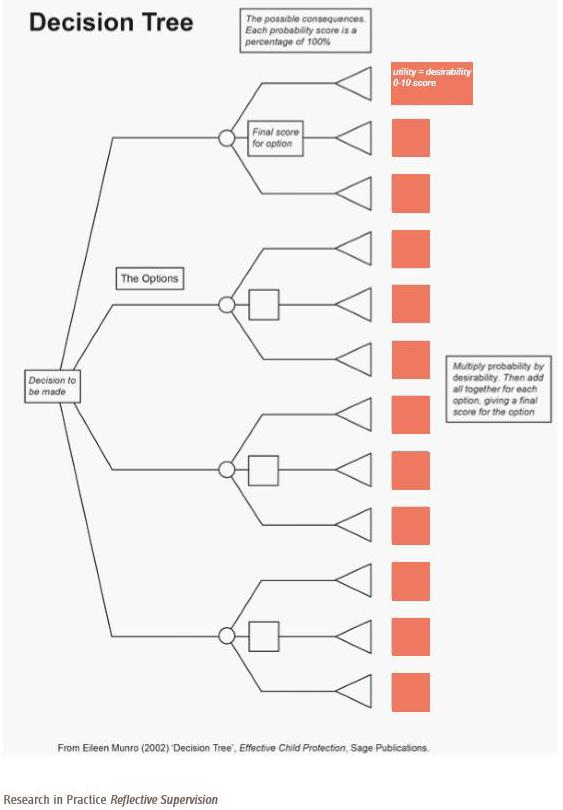 Decision Tree
The possible consequences.
Each probability score is a
percentage of 100%
utility = desirability
0-10 score
Final score
for option
The Options
Decision to
be made
Multiply probability by
desirability. Then add
all together for each
option, giving a final
score for the option
From Eileen Munro (2002) ‘Decision Tree’, Effective Child Protection, Sage Publications.
Research in Practice Reflective Supervision